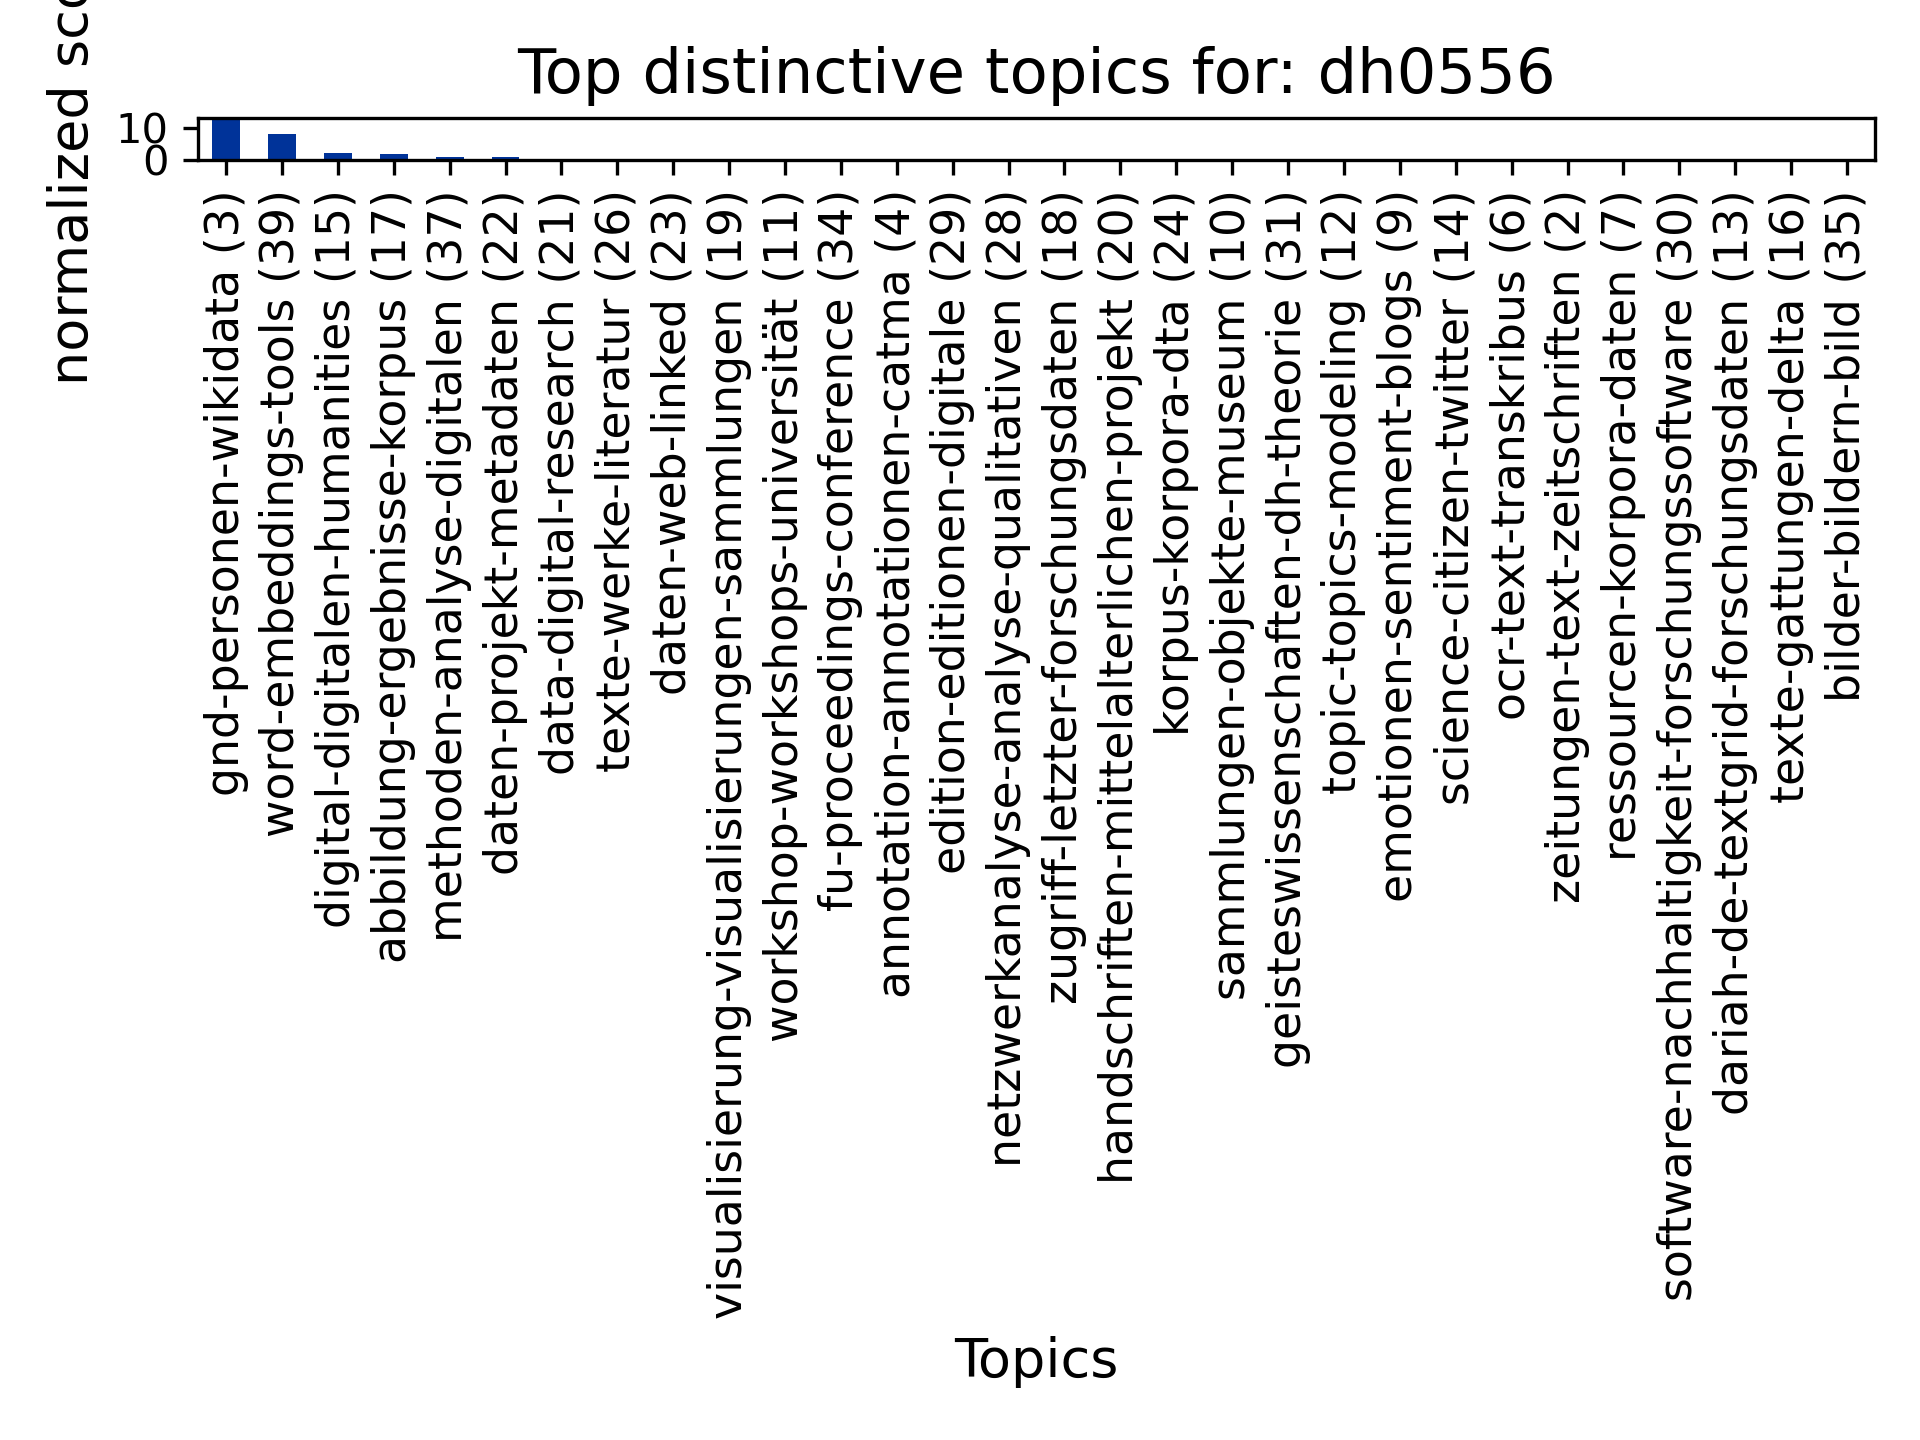 Top distinctive topics for: dh0556
normalized
10
0
gnd-personen-wikidata (3)
word-embeddings-tools (39)
digital-digitalen-humanities (15)
abbildung-ergebnisse-korpus (17)
methoden-analyse-digitalen (37)
daten-projekt-metadaten (22)
data-digital-research (21)
texte-werke-literatur (26)
daten-web-linked (23)
visualisierung-visualisierungen-sammlungen (19)
workshop-workshops-universität (11)
fu-proceedings-conference (34)
annotation-annotationen-catma (4)
edition-editionen-digitale (29)
netzwerkanalyse-analyse-qualitativen (28)
zugriff-letzter-forschungsdaten (18)
handschriften-mittelalterlichen-projekt (20)
korpus-korpora-dta (24)
sammlungen-objekte-museum (10)
geisteswissenschaften-dh-theorie (31)
topic-topics-modeling (12)
emotionen-sentiment-blogs (9)
science-citizen-twitter (14)
ocr-text-transkribus (6)
zeitungen-text-zeitschriften (2)
ressourcen-korpora-daten (7)
software-nachhaltigkeit-forschungssoftware (30)
dariah-de-textgrid-forschungsdaten (13)
texte-gattungen-delta (16)
bilder-bildern-bild (35)
Topics